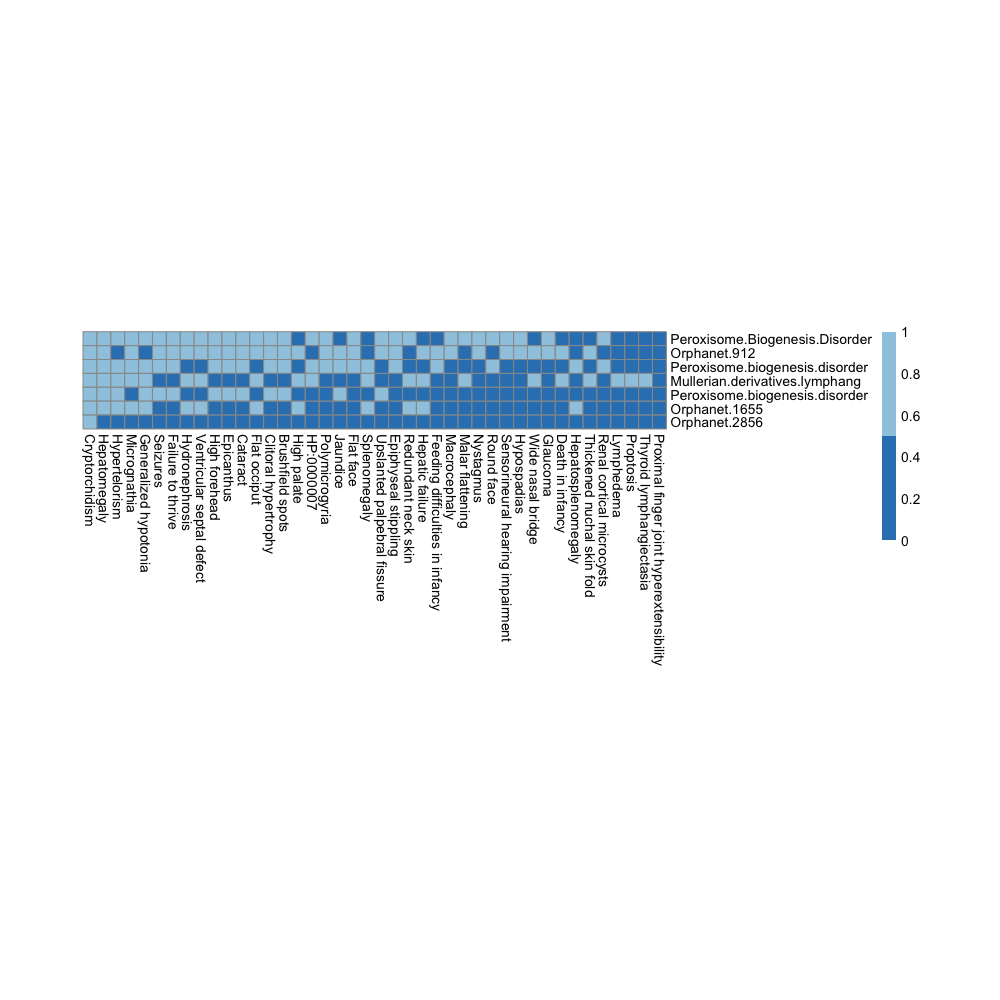 Peroxisome.Biogenesis.Disorder
Orphanet.912
Peroxisome.biogenesis.disorder
Mullerian.derivatives.lymphang
Peroxisome.biogenesis.disorder
Orphanet.1655
Orphanet.2856
1
0.8
0.6
0.4
0.2
0
Cryptorchidism
Hepatomegaly
Hypertelorism
Micrognathia
Generalized hypotonia
Seizures
Failure to thrive
Hydronephrosis
Ventricular septal defect
High forehead
Epicanthus
Cataract
Flat occiput
Clitoral hypertrophy
Brushfield spots
High palate
HP:0000007
Polymicrogyria
Jaundice
Flat face
Splenomegaly
Upslanted palpebral fissure
Epiphyseal stippling
Redundant neck skin
Hepatic failure
Feeding difficulties in infancy
Macrocephaly
Malar flattening
Nystagmus
Round face
Sensorineural hearing impairment
Hypospadias
Wide nasal bridge
Glaucoma
Death in infancy
Hepatosplenomegaly
Thickened nuchal skin fold
Renal cortical microcysts
Lymphedema
Proptosis
Thyroid lymphangiectasia
Proximal finger joint hyperextensibility